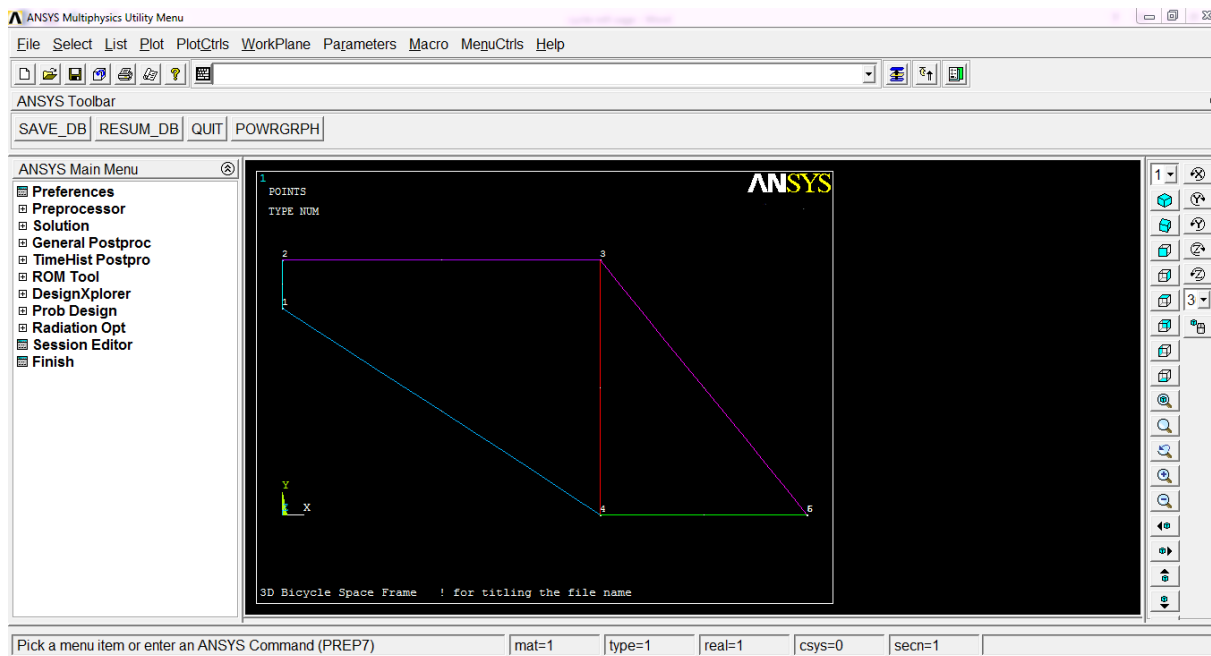 ANSYS Multiphysics Utility Menu
File Select List Plot PlotCtrls WorkPlane Parameters Macro MenuCtrls Help
ANSYS Toolbar
SAVE_DB RESUM_DB QUIT POWRGRPH
ANSYS Main Menu
Preferences
Preprocessor
Solution
General Postproc
TimeHist Postpro
ROM Tool
DesignXplorer
Prob Design
Radiation Opt
Session Editor
Finish
1
POINTS
TYPE NUM
ANSYS
2
3
1
4
Y
X
3D Bicycle Space Frame ! for titling the file name
1
3
Pick a menu item or enter an ANSYS Command (PREP7) mat=1 type=1 real=1 csys=0 secn=1